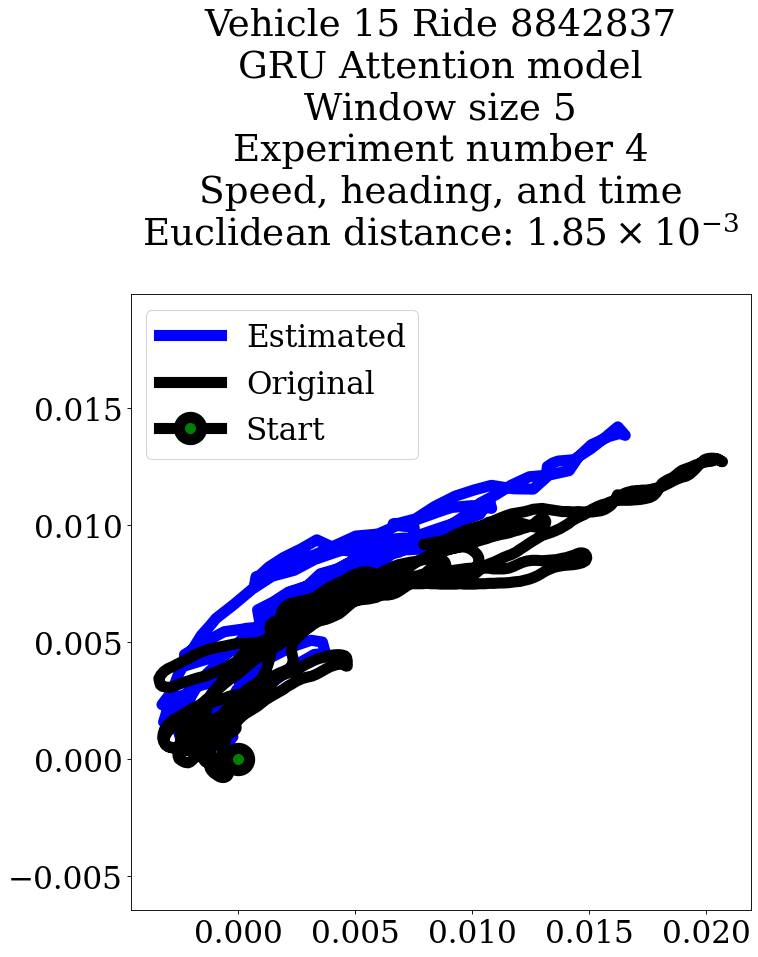 Vehicle 15 Ride 8842837
GRU Attention model
Window size 5
Experiment number 4
Speed, heading, and time
Euclidean distance: 1.85 × 10⁻³
Estimated
Original
Start
0.015
0.010
0.005
0.000
−0.005
0.000 0.005 0.010 0.015 0.020